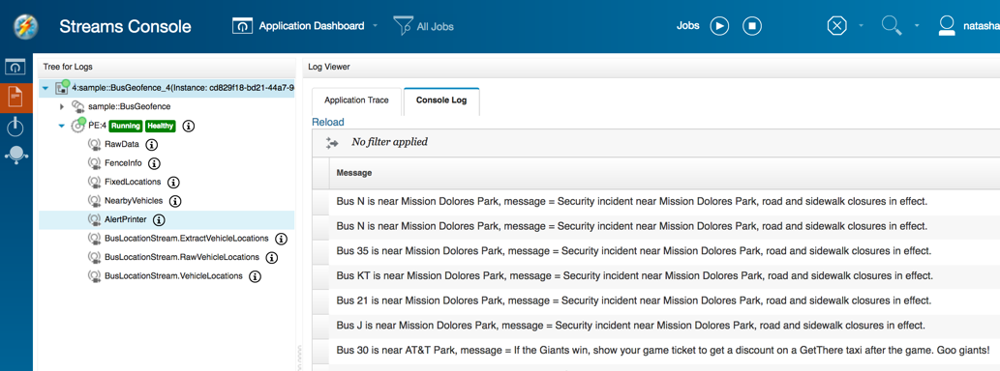 Streams Console
Application Dashboard
All Jobs
Jobs
natasha
Tree for Logs
4:sample::BusGeofence_4(Instance: cd829f18-bd21-44a7-9
sample::BusGeofence
PE:4 Running Healthy
RawData
FenceInfo
FixedLocations
NearbyVehicles
AlertPrinter
BusLocationStream.ExtractVehicleLocations
BusLocationStream.RawVehicleLocations
BusLocationStream.VehicleLocations
Log Viewer
Application Trace
Console Log
Reload
No filter applied
Message
Bus N is near Mission Dolores Park, message = Security incident near Mission Dolores Park, road and sidewalk closures in effect.
Bus N is near Mission Dolores Park, message = Security incident near Mission Dolores Park, road and sidewalk closures in effect.
Bus 35 is near Mission Dolores Park, message = Security incident near Mission Dolores Park, road and sidewalk closures in effect.
Bus KT is near Mission Dolores Park, message = Security incident near Mission Dolores Park, road and sidewalk closures in effect.
Bus 21 is near Mission Dolores Park, message = Security incident near Mission Dolores Park, road and sidewalk closures in effect.
Bus J is near Mission Dolores Park, message = Security incident near Mission Dolores Park, road and sidewalk closures in effect.
Bus 30 is near AT&T Park, message = If the Giants win, show your game ticket to get a discount on a GetThere taxi after the game. Goo giants!